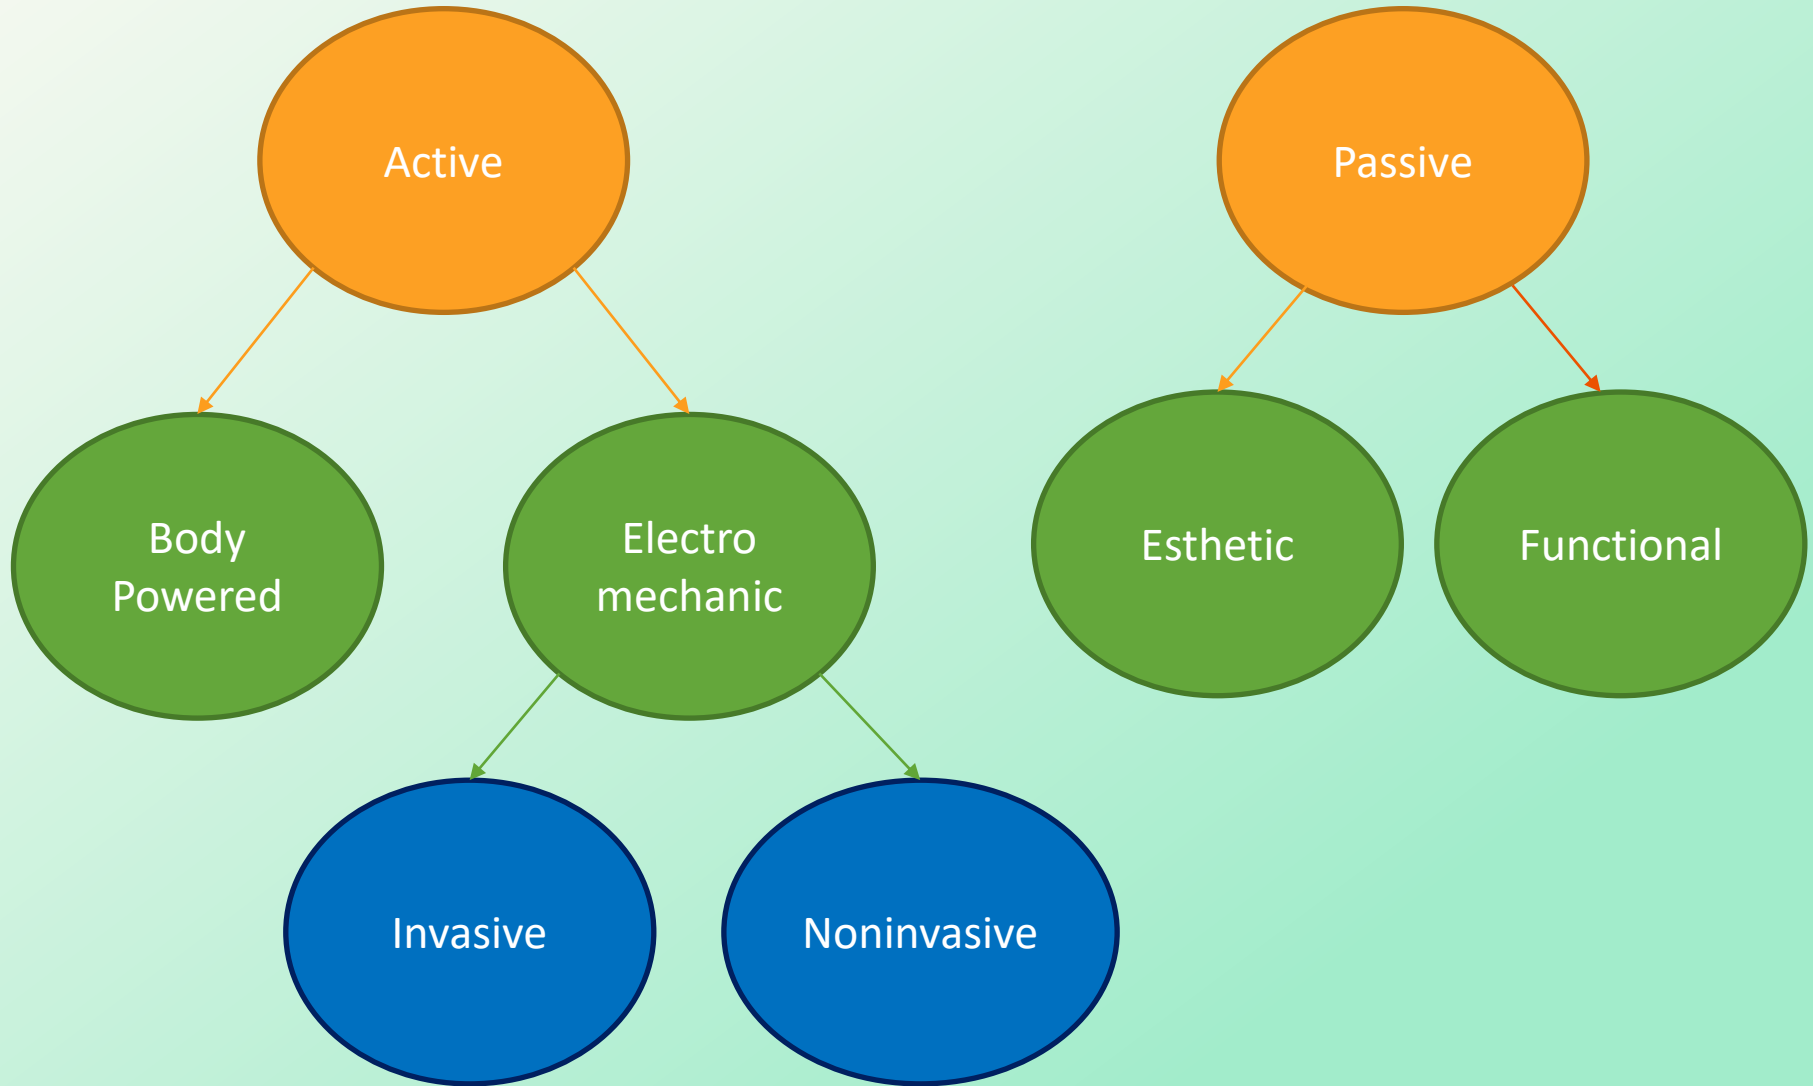 Active
Passive
Body
Powered
Electro
mechanic
Esthetic
Functional
Invasive
Noninvasive